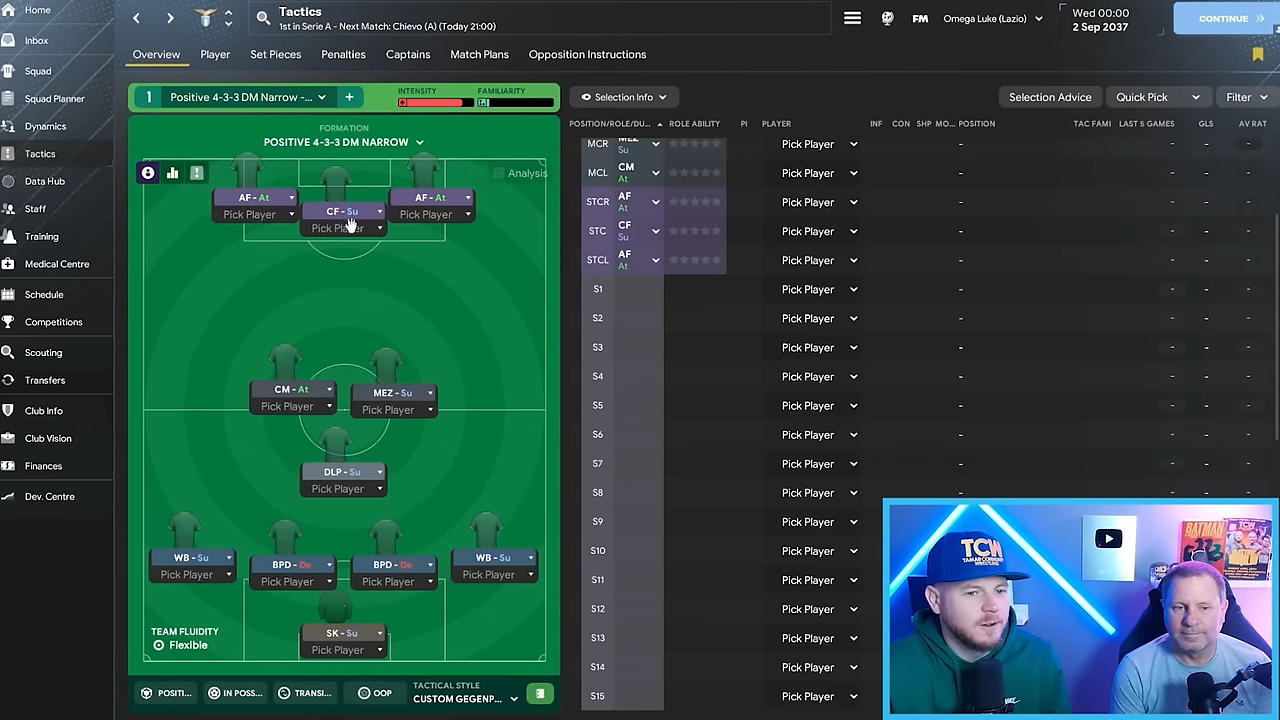 Home
Inbox
Squad
Squad Planner
Dynamics
Tactics
Data Hub
Staff
Training
Medical Centre
Schedule
Competitions
Scouting
Transfers
Club Info
Club Vision
Finances
Dev. Centre
Tactics
1st in Serie A - Next Match: Chievo (A) (Today 21:00)
FM
Omega Luke (Lazio)
Wed 00:00
2 Sep 2037
CONTINUE
Overview Player Set Pieces Penalties Captains Match Plans Opposition Instructions
1 Positive 4-3-3 DM Narrow -... +
INTENSITY FAMILIARITY
FORMATION
POSITIVE 4-3-3 DM NARROW
Analysis
AF - At CF - Su AF - At
Pick Player Pick Player Pick Player
CM - At MEZ - Su
Pick Player Pick Player
DLP - Su
Pick Player
WB - Su BPD - De BPD - De WB - Su
Pick Player Pick Player Pick Player Pick Player
SK - Su
Pick Player
TEAM FLUIDITY
Flexible
POSITI... IN POSS... TRANSI... OOP
TACTICAL STYLE
CUSTOM GEGENP...
Selection Info
Selection Advice Quick Pick Filter
POSITION/ROLE/DU... ROLE ABILITY PI PLAYER INF CON SHP MO... POSITION TAC FAMI LAST 5 GAMES GLS AV RAT
MCR MEZ Su Pick Player - - - -
MCL CM At Pick Player - - - -
STCR AF At Pick Player - - - -
STC CF Su Pick Player - - - -
STCL AF At Pick Player - - - -
S1 Pick Player - - - -
S2 Pick Player - - - -
S3 Pick Player - - - -
S4 Pick Player - - - -
S5 Pick Player - - - -
S6 Pick Player - - - -
S7 Pick Player - - - -
S8 Pick Player - - - -
S9 Pick Player
S10 Pick Player
S11 Pick Player
S12 Pick Player
S13 Pick Player
S14 Pick Player
S15 Pick Player
TCW
BATMAN
TCW